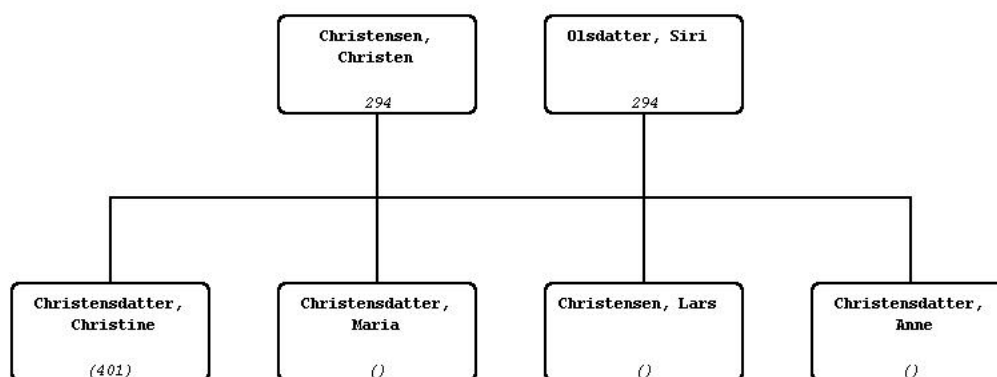 Christensen,
Christen
294
Olsdatter, Siri
294
Christensdatter,
Christine
(401)
Christensdatter,
Maria
()
Christensen, Lars
()
Christensdatter,
Anne
()